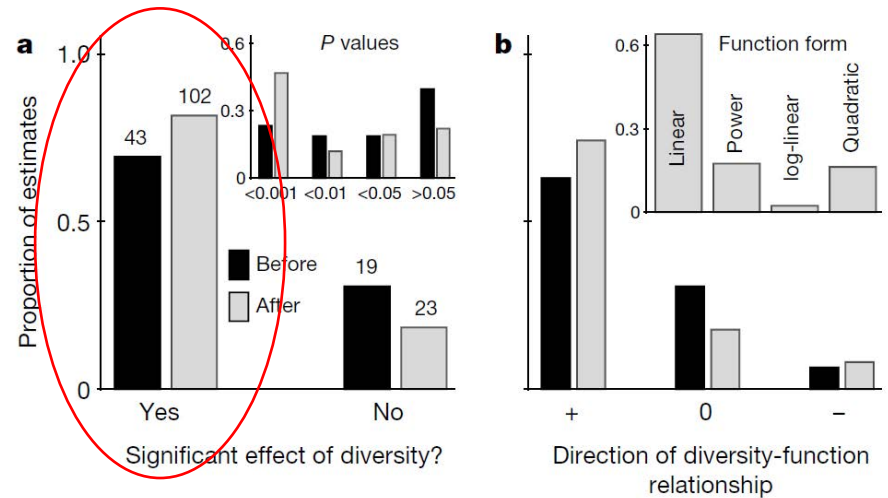 a
1.0
0.5
0
Proportion of estimates
43
102
19
23
Before
After
Yes
No
Significant effect of diversity?
P values
0.6
0.3
0
<0.001 <0.01 <0.05 >0.05
b
+ 0 −
Direction of diversity-function
relationship
Function form
0.6
0.3
0
Linear
Power
log-linear
Quadratic